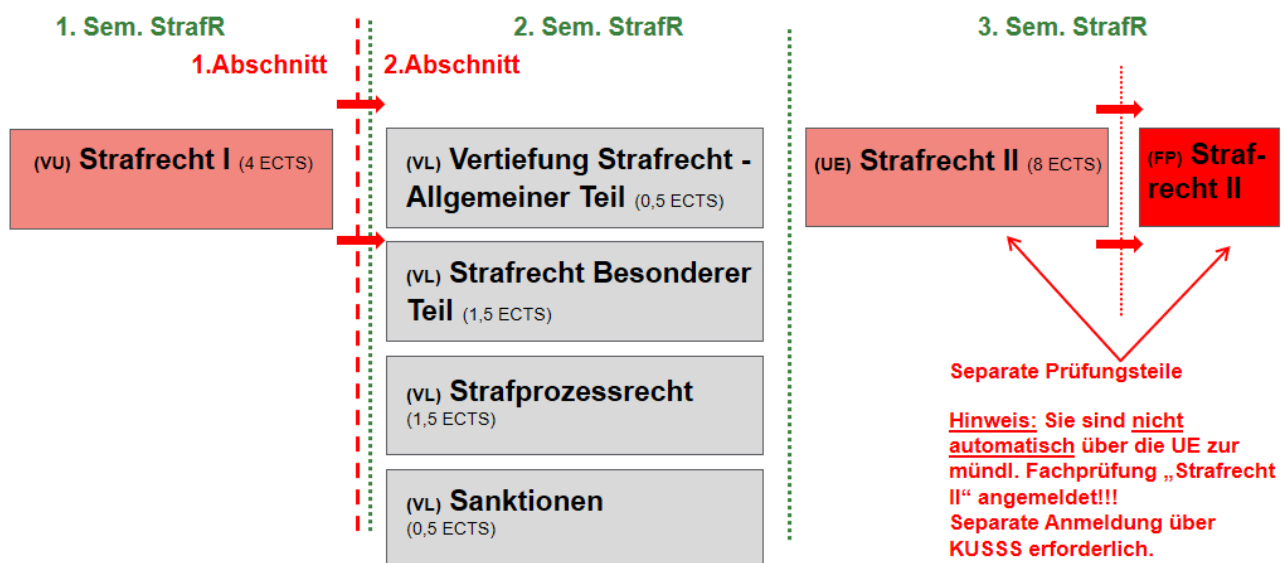 1. Sem. StrafR
2. Sem. StrafR
3. Sem. StrafR
1.Abschnitt
2.Abschnitt
(VU) Strafrecht I (4 ECTS)
(VL) Vertiefung Strafrecht -
Allgemeiner Teil (0,5 ECTS)
(VL) Strafrecht Besonderer
Teil (1,5 ECTS)
(VL) Strafprozessrecht
(1,5 ECTS)
(VL) Sanktionen
(0,5 ECTS)
(UE) Strafrecht II (8 ECTS)
(FP) Straf-
recht II
Separate Prüfungsteile
Hinweis: Sie sind nicht
automatisch über die UE zur
mündl. Fachprüfung „Strafrecht
II“ angemeldet!!!
Separate Anmeldung über
KUSSS erforderlich.